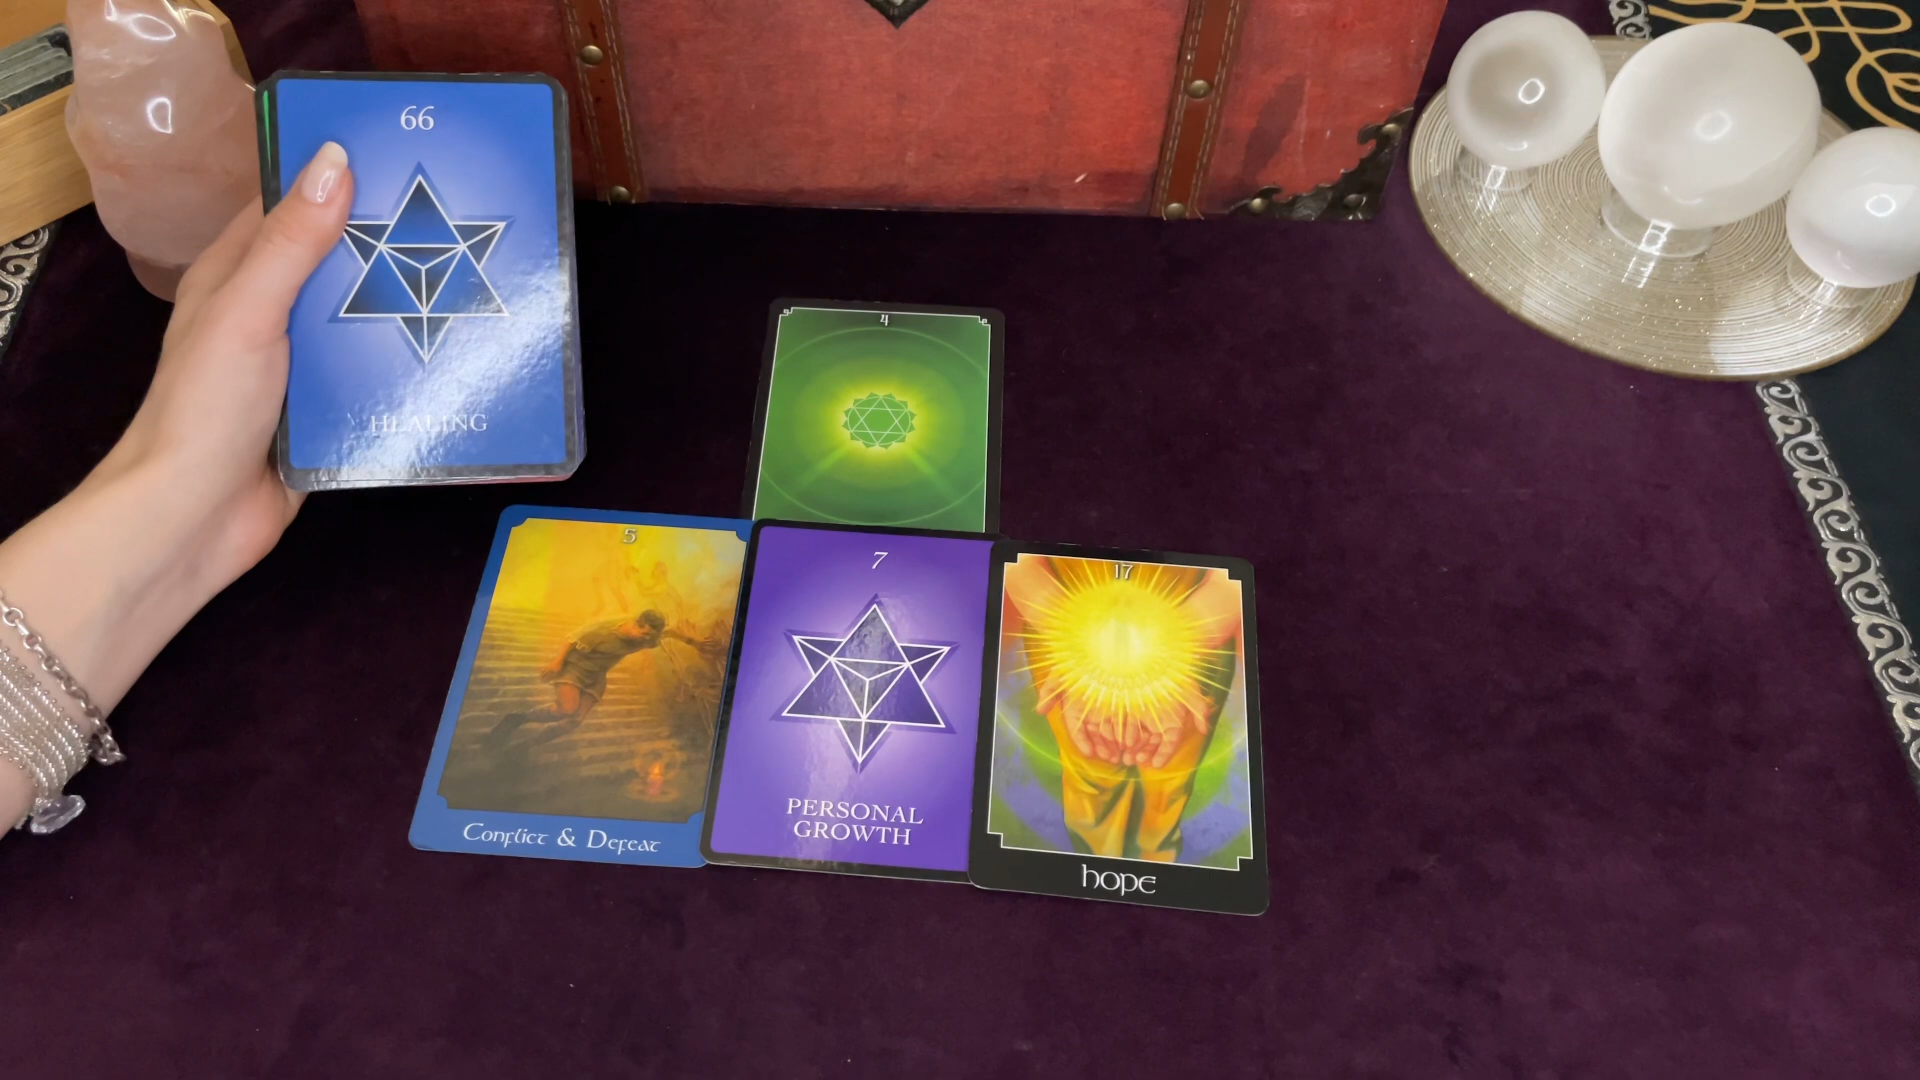 66
HEALING
4
5
Conflict & Defeat
7
PERSONAL
GROWTH
17
hope